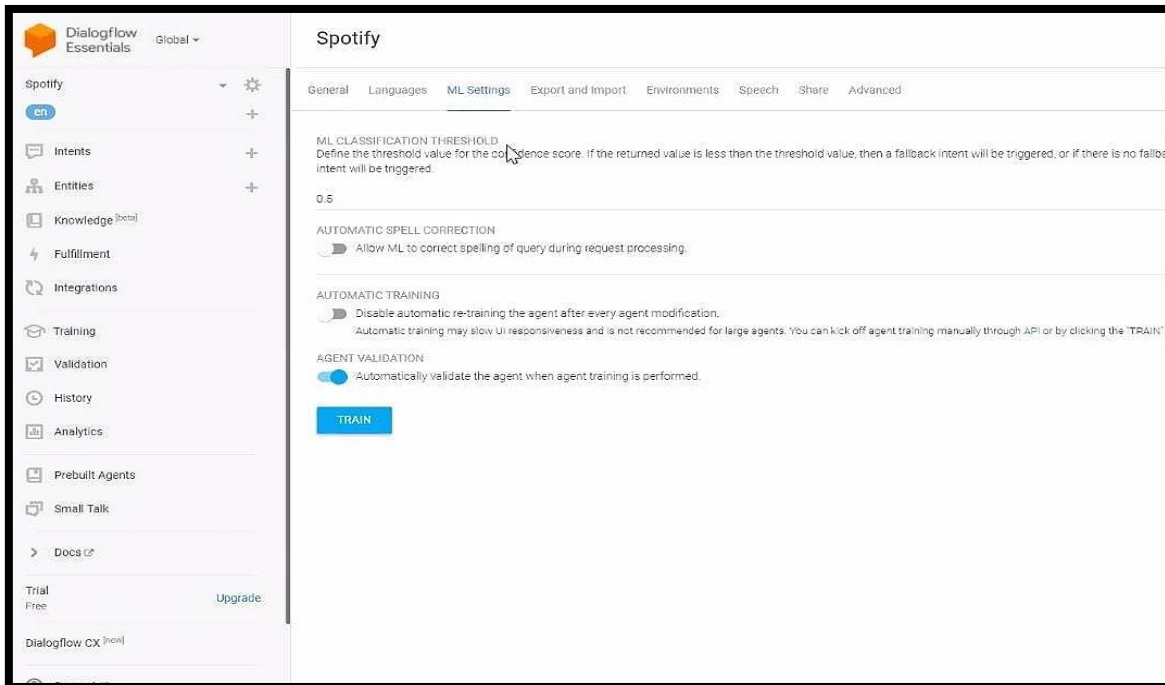 Dialogflow
Essentials
Global
Spotify
en
Intents
Entities
Knowledge [beta]
Fulfillment
Integrations
Training
Validation
History
Analytics
Prebuilt Agents
Small Talk
Docs
Trial
Free
Upgrade
Dialogflow CX [new]
Spotify
General Languages ML Settings Export and Import Environments Speech Share Advanced
ML CLASSIFICATION THRESHOLD
Define the threshold value for the confidence score. If the returned value is less than the threshold value, then a fallback intent will be triggered, or if there is no fallba
intent will be triggered.
0.5
AUTOMATIC SPELL CORRECTION
Allow ML to correct spelling of query during request processing.
AUTOMATIC TRAINING
Disable automatic re-training the agent after every agent modification.
Automatic training may slow UI responsiveness and is not recommended for large agents. You can kick off agent training manually through API or by clicking the "TRAIN"
AGENT VALIDATION
Automatically validate the agent when agent training is performed.
TRAIN